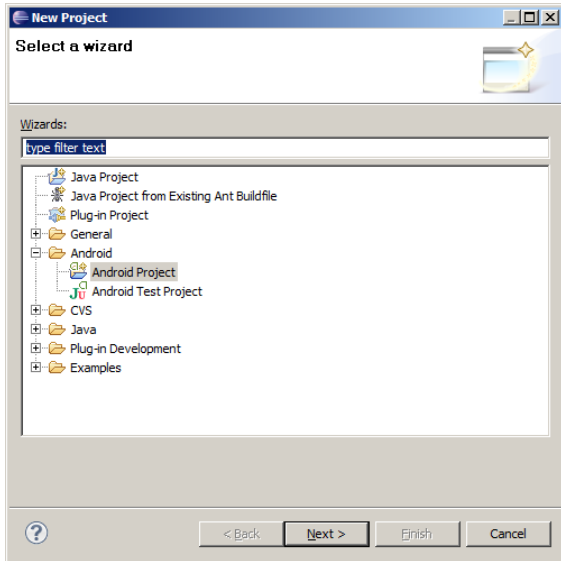 New Project
Select a wizard
Wizards:
type filter text
Java Project
Java Project from Existing Ant Buildfile
Plug-in Project
General
Android
Android Project
Android Test Project
CVS
Java
Plug-in Development
Examples
? < Back Next > Finish Cancel